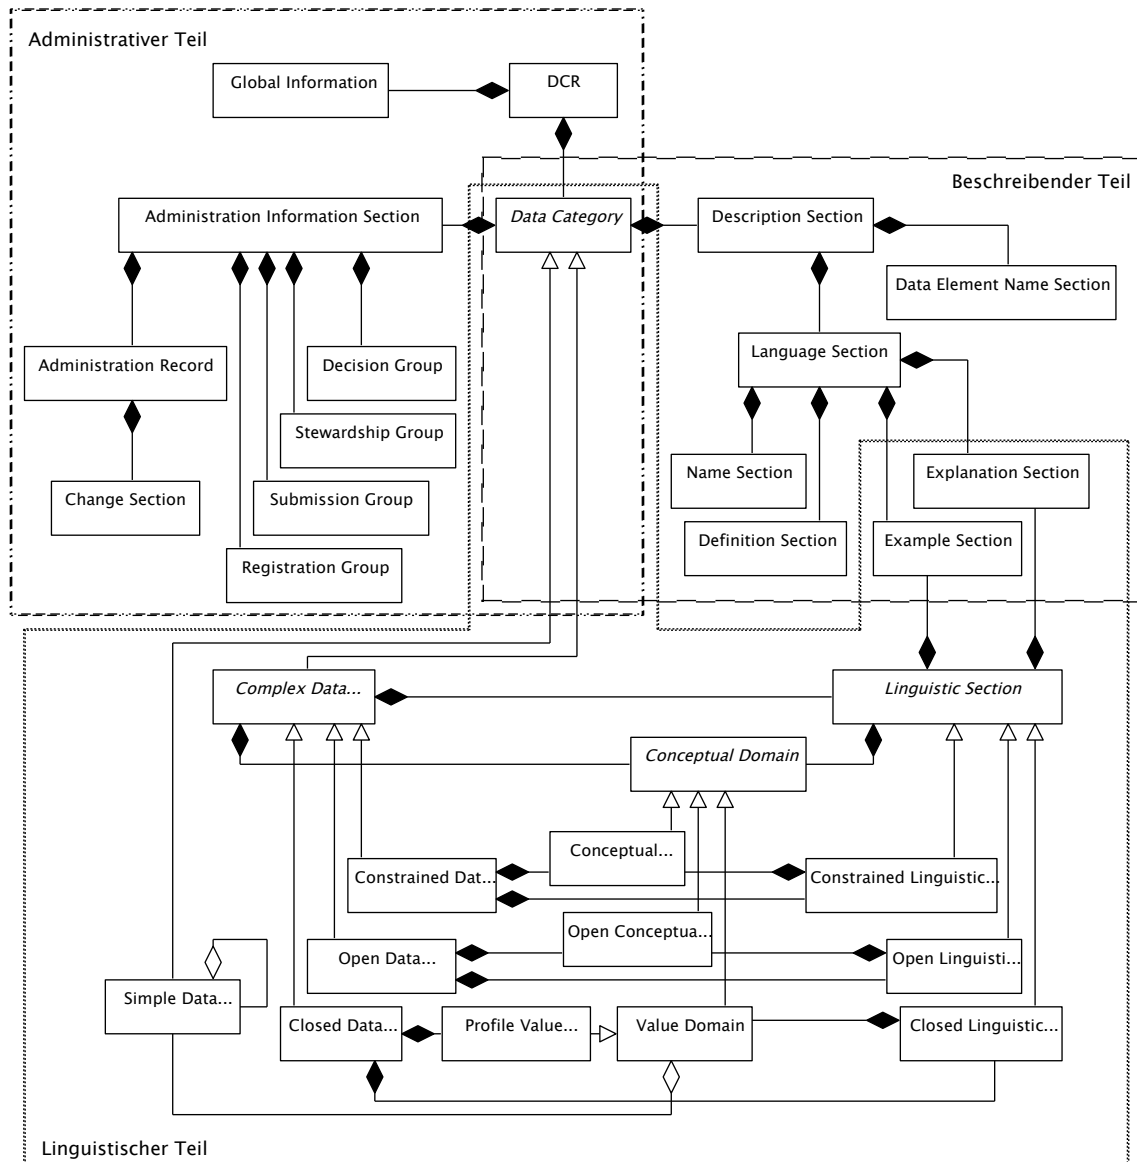 Administrativer Teil
Global Information
DCR
Beschreibender Teil
Administration Information Section
Data Category
Description Section
Data Element Name Section
Administration Record
Decision Group
Language Section
Stewardship Group
Change Section
Submission Group
Name Section
Explanation Section
Registration Group
Definition Section
Example Section
Complex Data...
Linguistic Section
Conceptual Domain
Conceptual...
Constrained Dat...
Constrained Linguistic...
Open Conceptua...
Open Data...
Open Linguisti...
Simple Data...
Closed Data...
Profile Value...
Value Domain
Closed Linguistic...
Linguistischer Teil